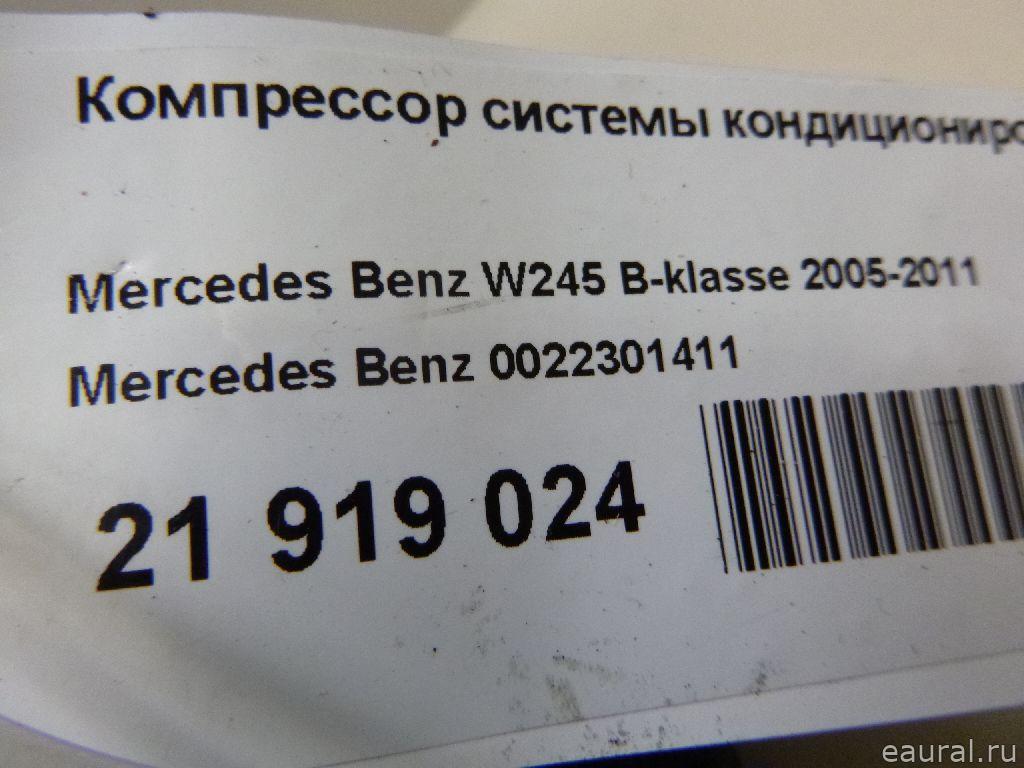 Компрессор системы кондициониро
Mercedes Benz W245 B-klasse 2005-2011
Mercedes Benz 0022301411
21 919 024
eaural.ru